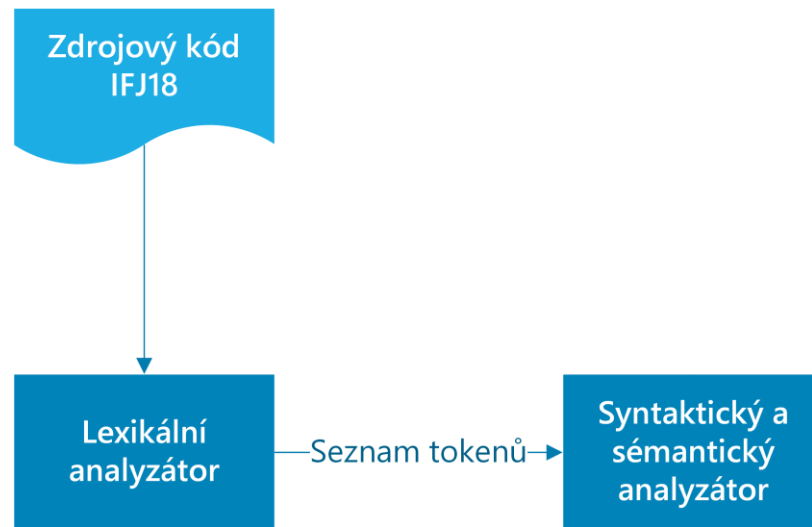 Zdrojový kód
IFJ18
Lexikální
analyzátor
Seznam tokenů
Syntaktický a
sémantický
analyzátor